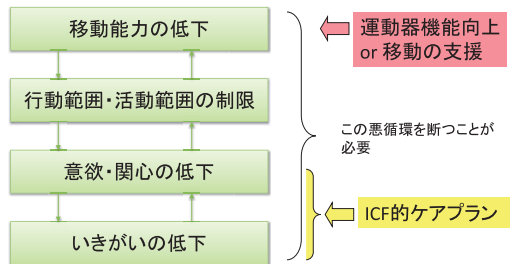 移動能力の低下
行動範囲・活動範囲の制限
意欲・関心の低下
いきがいの低下
運動器機能向上
or 移動の支援
この悪循環を断つことが
必要
ICF的ケアプラン